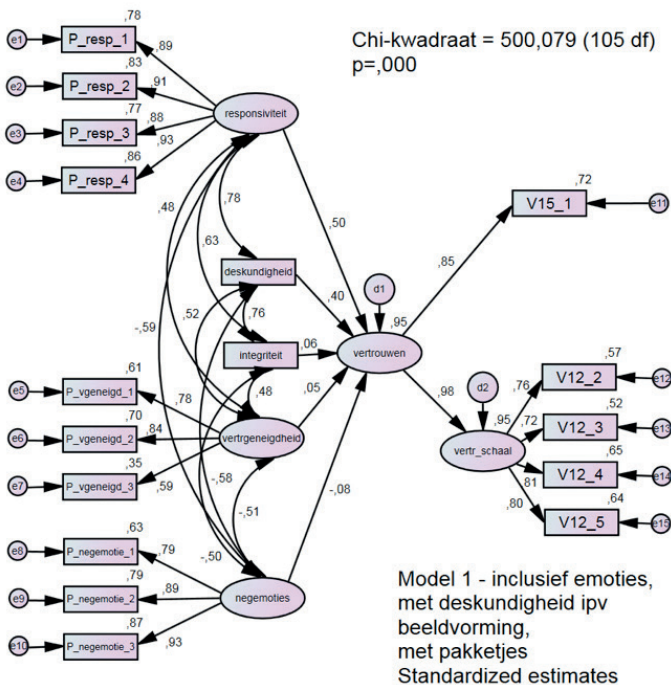 Chi-kwadraat = 500,079 (105 df)
p=,000
e1
P_resp_1
,78
,89
e2
P_resp_2
,83
,91
e3
P_resp_3
,77
,88
e4
P_resp_4
,86
,93
responsiviteit
,48
,78
,63
,50
-,59
deskundigheid
,52
,76
,40
integriteit
,06
,48
d1
,95
vertrouwen
e5
P_vgeneigd_1
,61
,78
e6
P_vgeneigd_2
,70
,84
e7
P_vgeneigd_3
,35
,59
vertrgeneigdheid
,05
-,58
-,51
-,50
-,08
e8
P_negemotie_1
,63
,79
e9
P_negemotie_2
,79
,89
e10
P_negemotie_3
,87
,93
negemoties
,85
V15_1
,72
e11
,98
d2
,95
vertr_schaal
,76
V12_2
,57
e12
,72
V12_3
,52
e13
,81
V12_4
,65
e14
,80
V12_5
,64
e15
Model 1 - inclusief emoties,
met deskundigheid ipv
beeldvorming,
met pakketjes
Standardized estimates